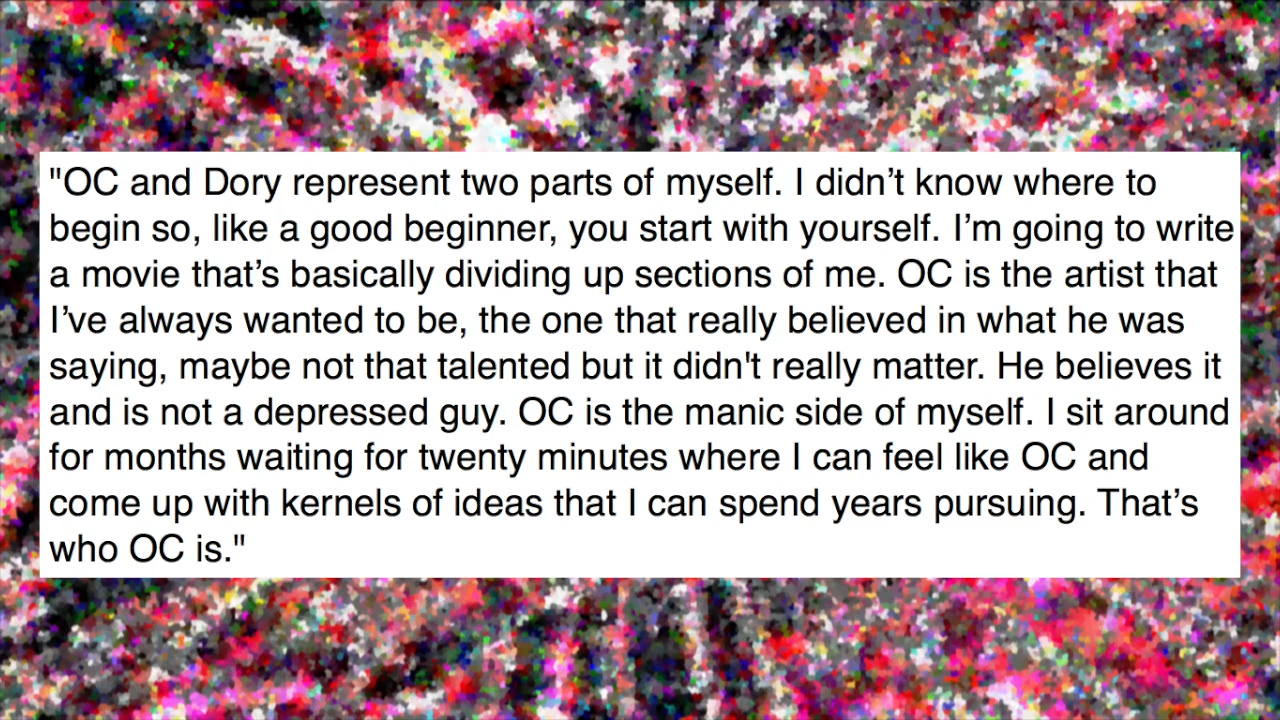 "OC and Dory represent two parts of myself. I didn’t know where to
begin so, like a good beginner, you start with yourself. I’m going to write
a movie that’s basically dividing up sections of me. OC is the artist that
I’ve always wanted to be, the one that really believed in what he was
saying, maybe not that talented but it didn't really matter. He believes it
and is not a depressed guy. OC is the manic side of myself. I sit around
for months waiting for twenty minutes where I can feel like OC and
come up with kernels of ideas that I can spend years pursuing. That’s
who OC is."